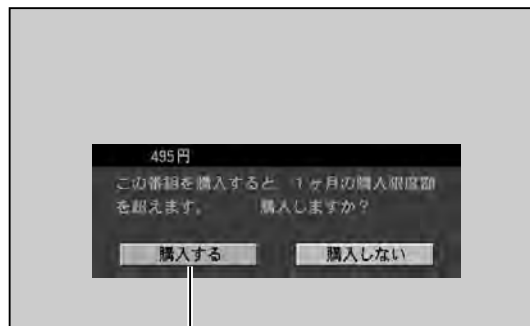 495円
この番組を購入すると 1ヶ月の購入限度額
を超えます。 購入しますか？
購入する 購入しない